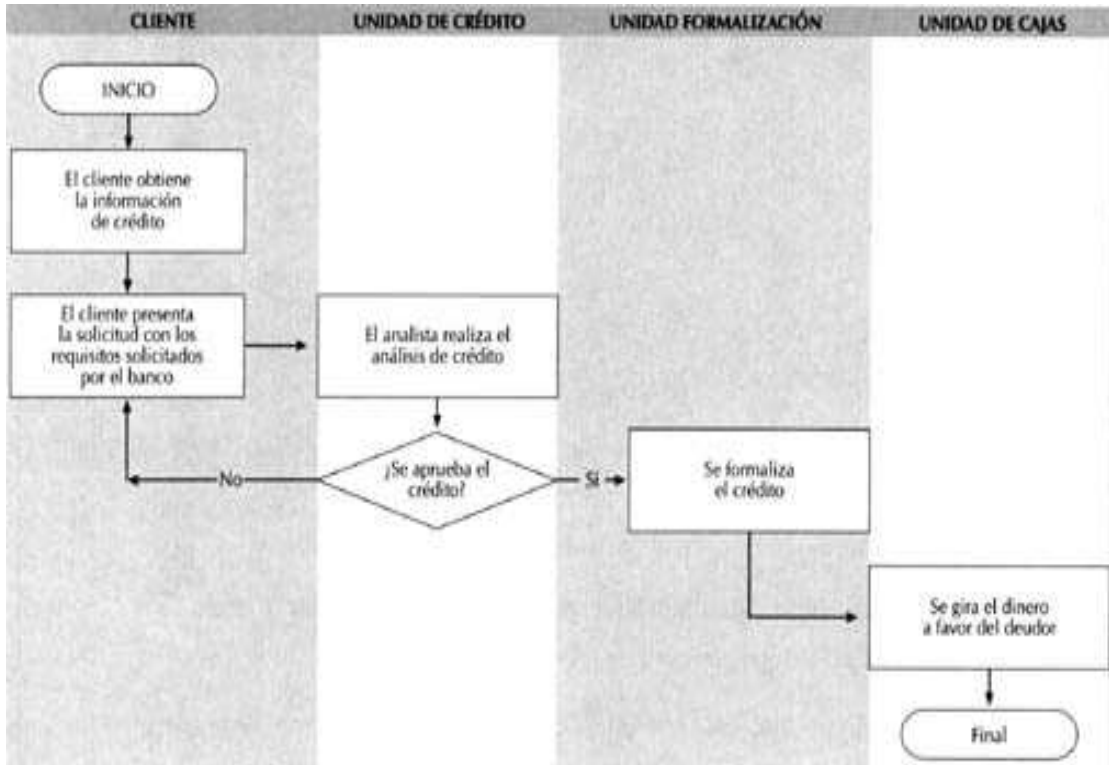 CLIENTE
UNIDAD DE CRÉDITO
UNIDAD FORMALIZACIÓN
UNIDAD DE CAJAS
INICIO
El cliente obtiene
la información
de crédito
El cliente presenta
la solicitud con los
requisitos solicitados
por el banco
El analista realiza el
análisis de crédito
¿Se aprueba el
crédito?
No
Sí
Se formaliza
el crédito
Se gira el dinero
a favor del deudor
Final